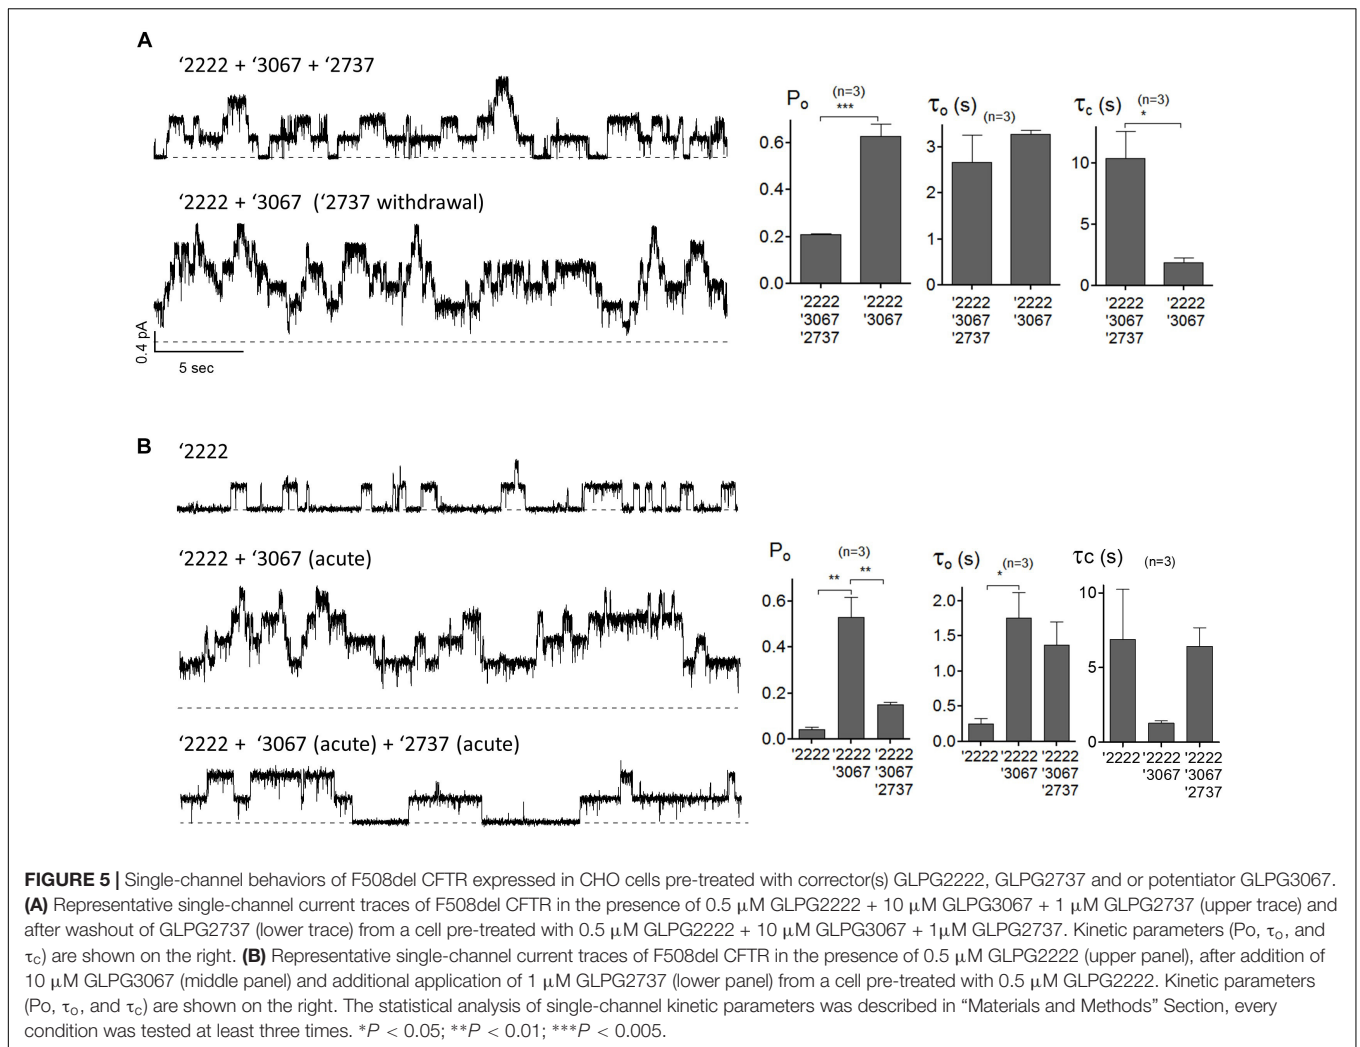 A
‘2222 + ‘3067 + ‘2737
‘2222 + ‘3067 (‘2737 withdrawal)
0.4 pA
5 sec
Po (n=3)
***
0.6
0.4
0.2
0.0
'2222 '2222
'3067 '3067
'2737
τo (s) (n=3)
3
2
1
0
'2222 '2222
'3067 '3067
'2737
τc (s) (n=3)
*
10
5
0
'2222 '2222
'3067 '3067
'2737
B
‘2222
‘2222 + ‘3067 (acute)
‘2222 + ‘3067 (acute) + ‘2737 (acute)
Po (n=3)
** **
0.6
0.4
0.2
0.0
'2222 '2222 '2222
'3067 '3067
'2737
τo (s) (n=3)
*
2.0
1.5
1.0
0.5
0.0
'2222 '2222 '2222
'3067 '3067
'2737
τc (s) (n=3)
10
5
0
'2222 '2222 '2222
'3067 '3067
'2737
FIGURE 5 | Single-channel behaviors of F508del CFTR expressed in CHO cells pre-treated with corrector(s) GLPG2222, GLPG2737 and or potentiator GLPG3067.
(A) Representative single-channel current traces of F508del CFTR in the presence of 0.5 μM GLPG2222 + 10 μM GLPG3067 + 1 μM GLPG2737 (upper trace) and
after washout of GLPG2737 (lower trace) from a cell pre-treated with 0.5 μM GLPG2222 + 10 μM GLPG3067 + 1μM GLPG2737. Kinetic parameters (Po, τo, and
τc) are shown on the right. (B) Representative single-channel current traces of F508del CFTR in the presence of 0.5 μM GLPG2222 (upper panel), after addition of
10 μM GLPG3067 (middle panel) and additional application of 1 μM GLPG2737 (lower panel) from a cell pre-treated with 0.5 μM GLPG2222. Kinetic parameters
(Po, τo, and τc) are shown on the right. The statistical analysis of single-channel kinetic parameters was described in “Materials and Methods” Section, every
condition was tested at least three times. *P < 0.05; **P < 0.01; ***P < 0.005.